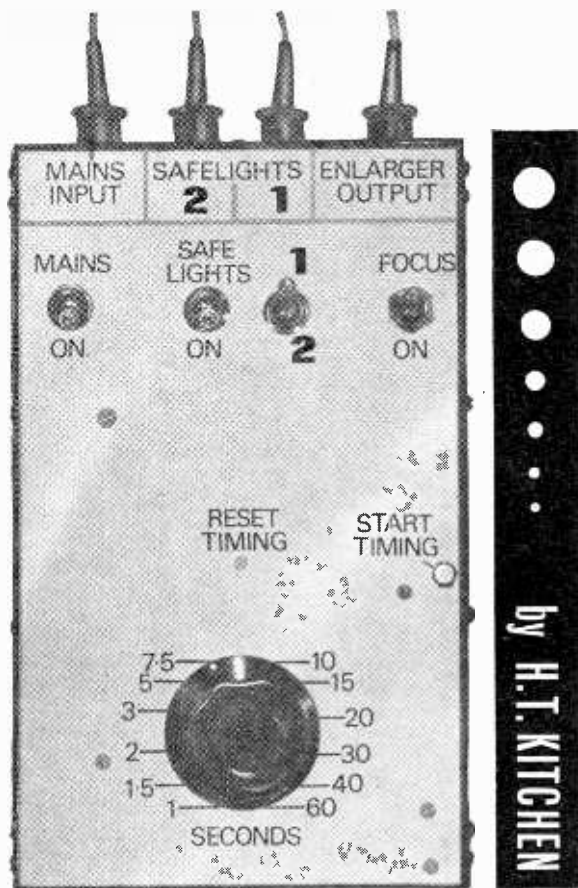 MAINS INPUT
SAFELIGHTS
2 1
ENLARGER OUTPUT
MAINS
ON
SAFE LIGHTS
ON
1
2
FOCUS
ON
RESET TIMING
START TIMING
7·5
5
3
2
1·5
1
10
15
20
30
40
60
SECONDS
by H.T. KITCHEN